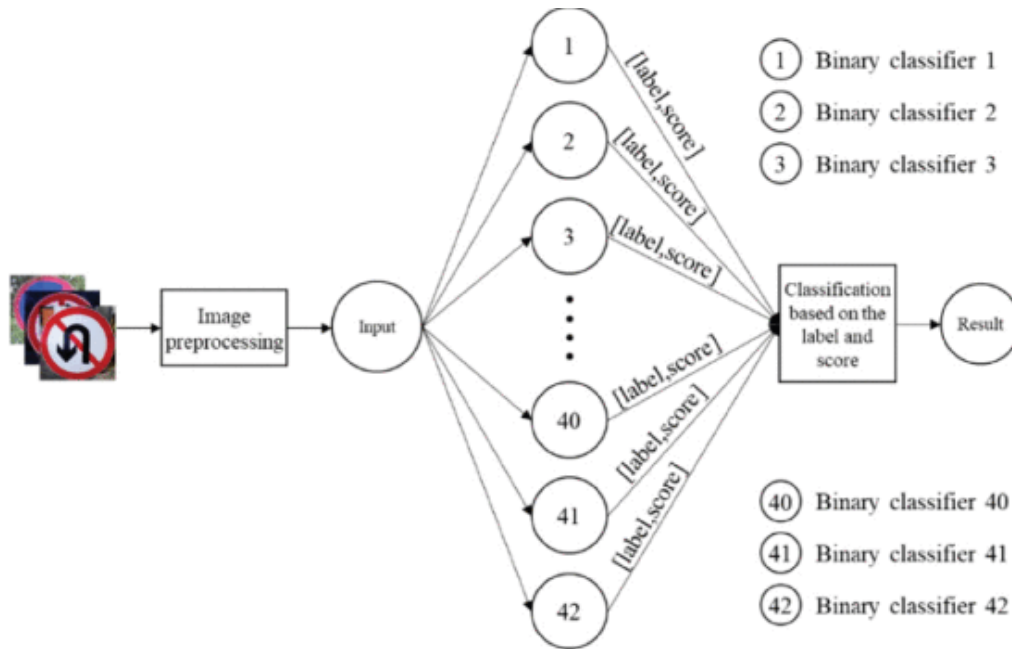 1
[label,score]
1 Binary classifier 1
2
[label,score]
2 Binary classifier 2
3
[label,score]
3 Binary classifier 3
Image
preprocessing
Input
Classification
based on the
label and
score
Result
40
[label,score]
41
[label,score]
42
[label,score]
40 Binary classifier 40
41 Binary classifier 41
42 Binary classifier 42